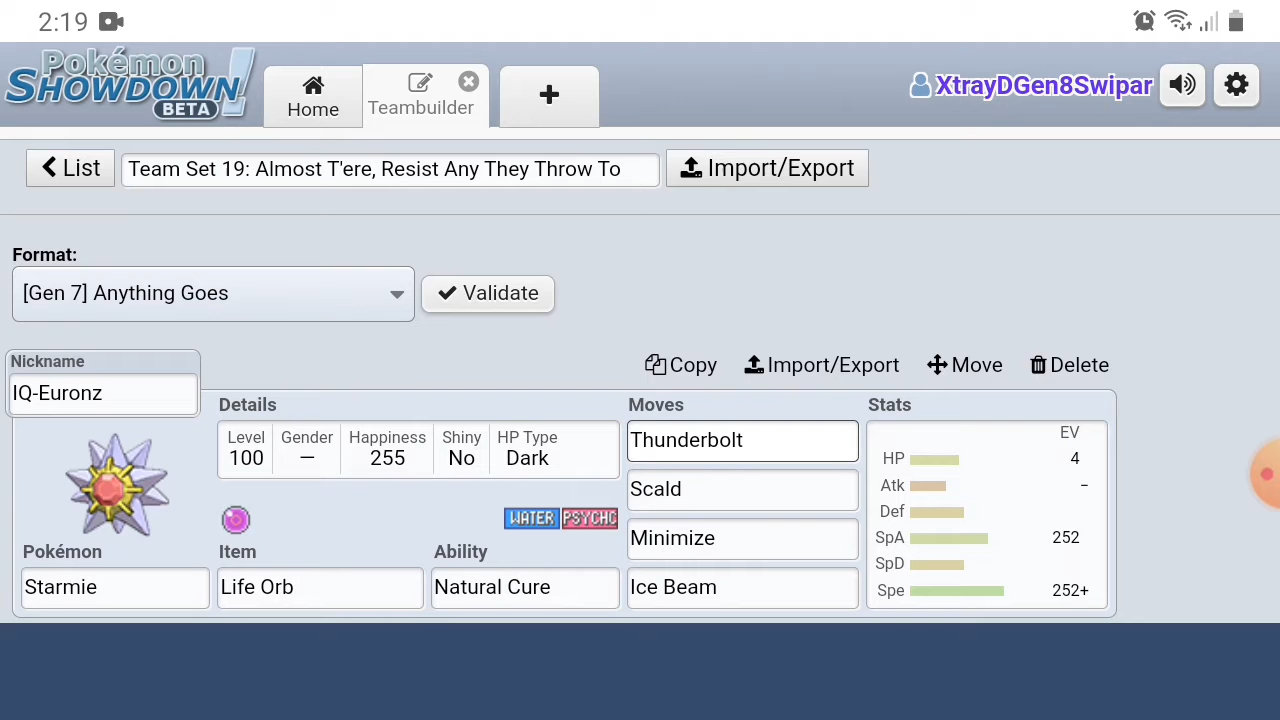 2:19
Pokémon
SHOWDOWN!
BETA
Home
Teambuilder
XtrayDGen8Swipar
List
Team Set 19: Almost T'ere, Resist Any They Throw To
Import/Export
Format:
[Gen 7] Anything Goes
Validate
Nickname
IQ-Euronz
Copy Import/Export Move Delete
Details
Level Gender Happiness Shiny HP Type
100 — 255 No Dark
WATER PSYCHC
Pokémon
Starmie
Item
Life Orb
Ability
Natural Cure
Moves
Thunderbolt
Scald
Minimize
Ice Beam
Stats
EV
HP 4
Atk −
Def
SpA 252
SpD
Spe 252+